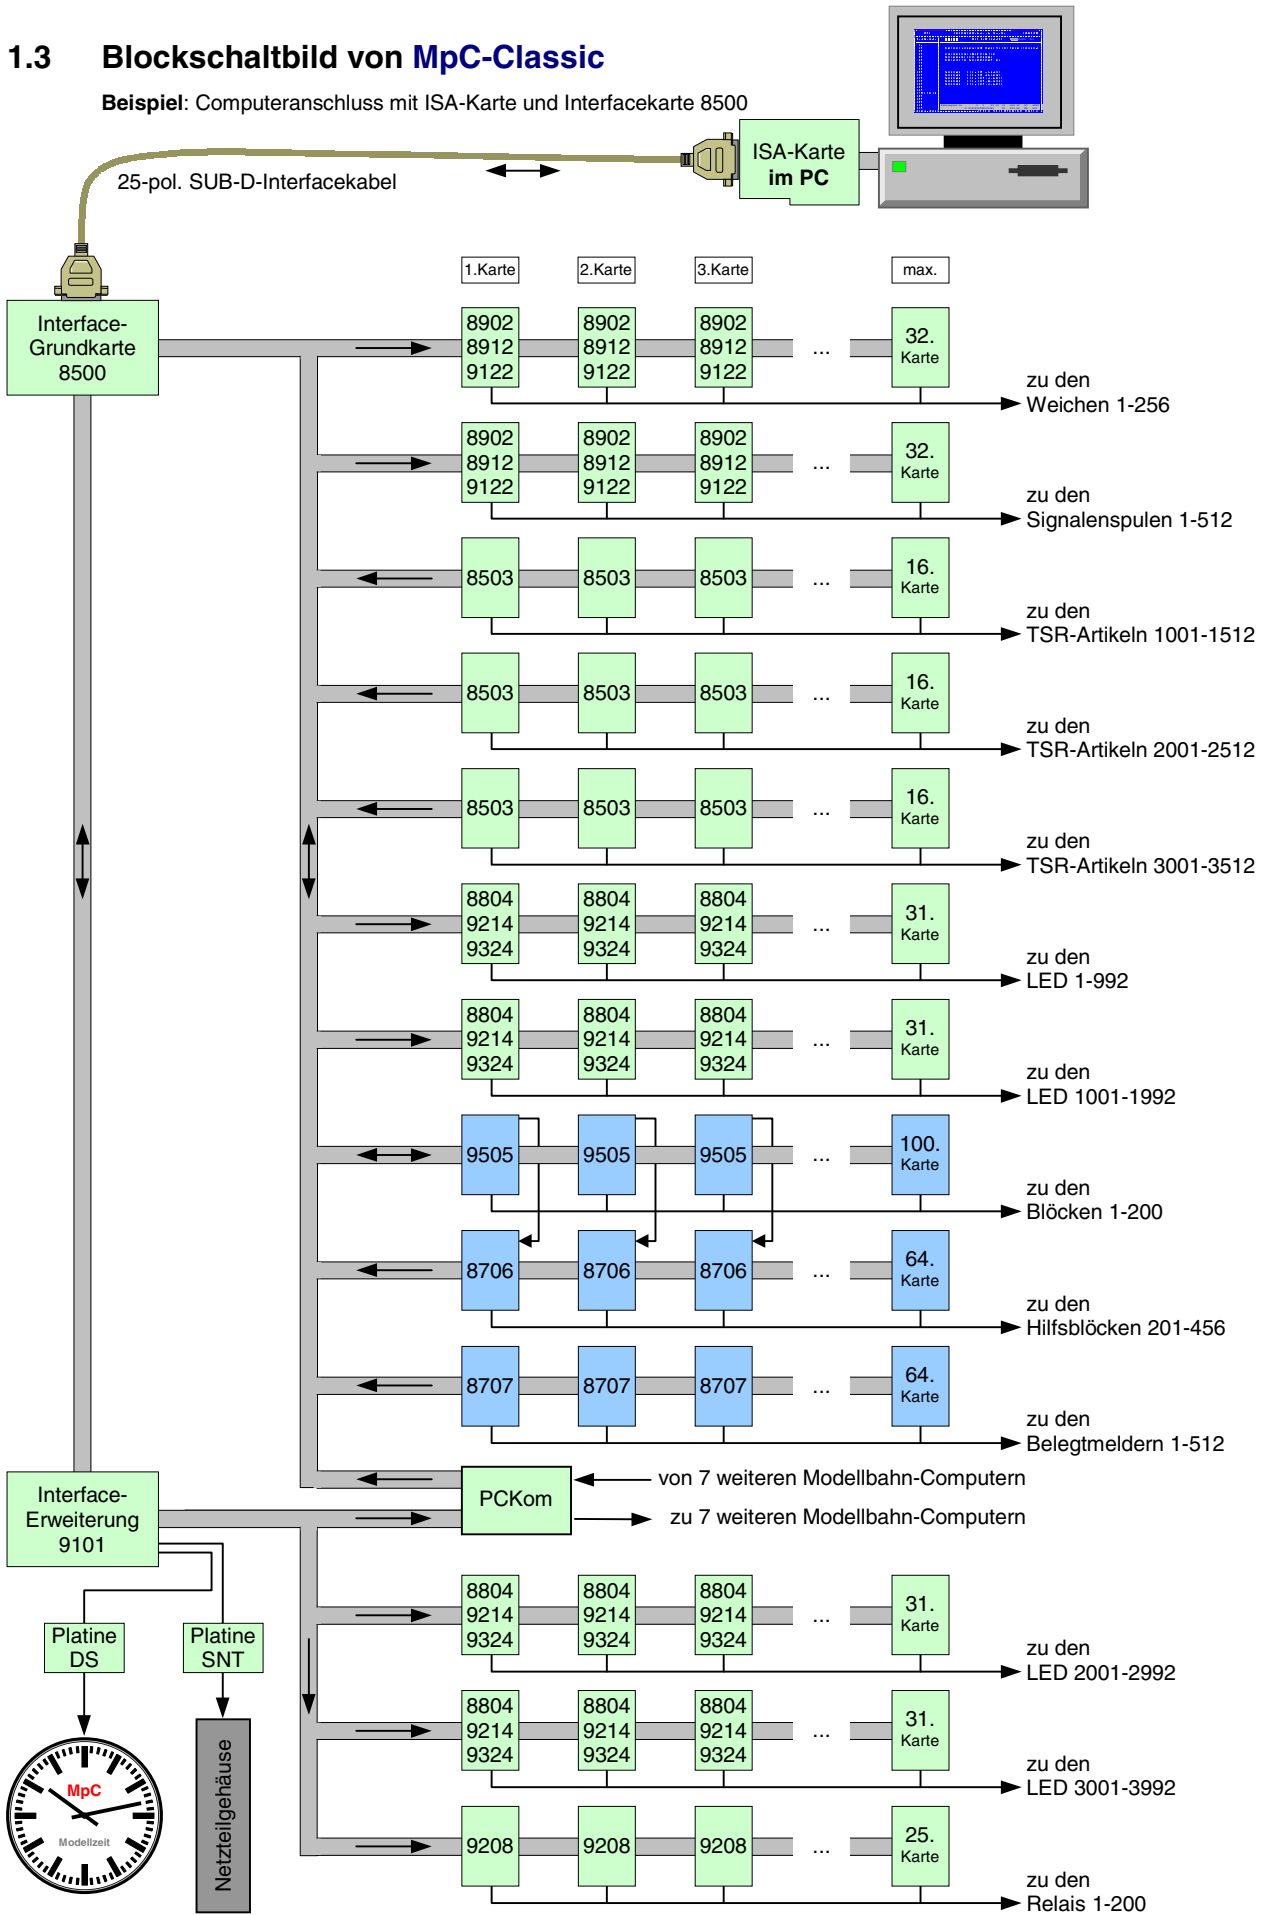 1.3 Blockschaltbild von MpC-Classic
Beispiel: Computeranschluss mit ISA-Karte und Interfacekarte 8500
ISA-Karte
im PC
25-pol. SUB-D-Interfacekabel
1.Karte 2.Karte 3.Karte max.
Interface-
Grundkarte
8500
8902 8902 8902 32.
8912 8912 8912 ... Karte
9122 9122 9122
zu den
Weichen 1-256
8902 8902 8902 32.
8912 8912 8912 ... Karte
9122 9122 9122
zu den
Signalenspulen 1-512
8503 8503 8503 ... 16.
Karte
zu den
TSR-Artikeln 1001-1512
8503 8503 8503 ... 16.
Karte
zu den
TSR-Artikeln 2001-2512
8503 8503 8503 ... 16.
Karte
zu den
TSR-Artikeln 3001-3512
8804 8804 8804 31.
9214 9214 9214 ... Karte
9324 9324 9324
zu den
LED 1-992
8804 8804 8804 31.
9214 9214 9214 ... Karte
9324 9324 9324
zu den
LED 1001-1992
9505 9505 9505 ... 100.
Karte
zu den
Blöcken 1-200
8706 8706 8706 ... 64.
Karte
zu den
Hilfsblöcken 201-456
8707 8707 8707 ... 64.
Karte
zu den
Belegtmeldern 1-512
Interface-
Erweiterung
9101
PCKom
von 7 weiteren Modellbahn-Computern
zu 7 weiteren Modellbahn-Computern
8804 8804 8804 31.
9214 9214 9214 ... Karte
9324 9324 9324
zu den
LED 2001-2992
Platine
DS
Platine
SNT
8804 8804 8804 31.
9214 9214 9214 ... Karte
9324 9324 9324
zu den
LED 3001-3992
MpC
Modellzeit
Netzteilgehäuse
9208 9208 9208 ... 25.
Karte
zu den
Relais 1-200